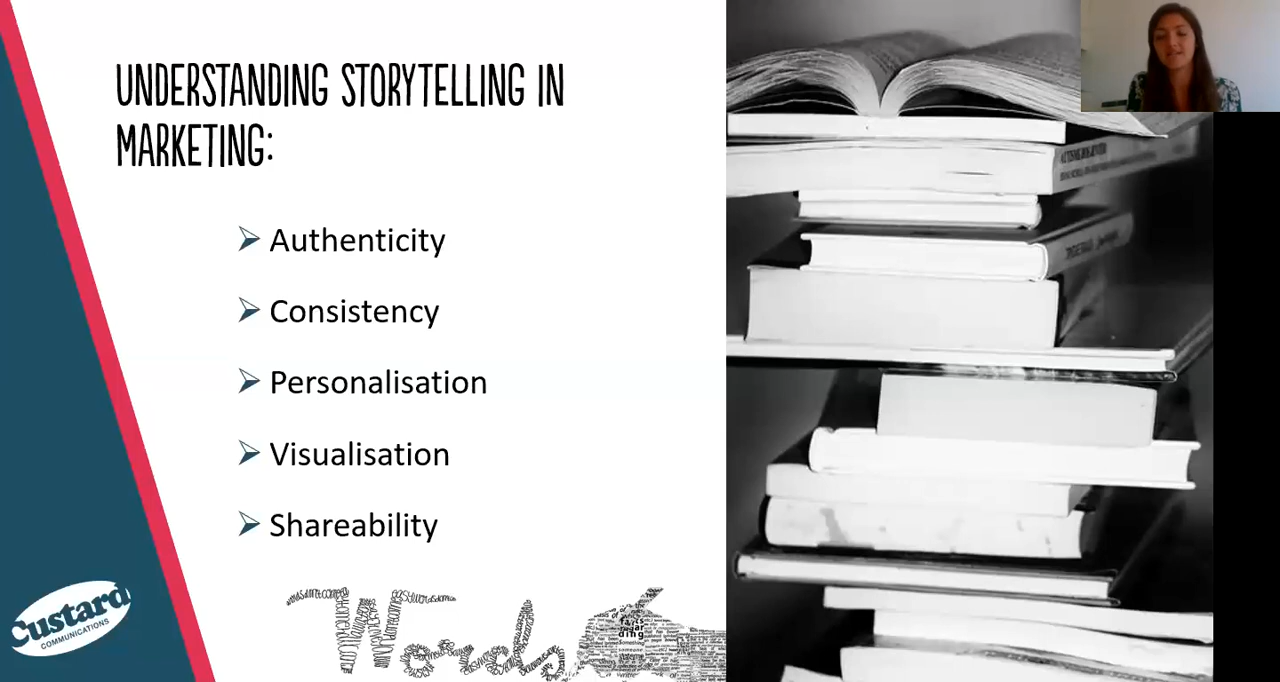 UNDERSTANDING STORYTELLING IN
MARKETING:
Authenticity
Consistency
Personalisation
Visualisation
Shareability
Custard
COMMUNICATIONS